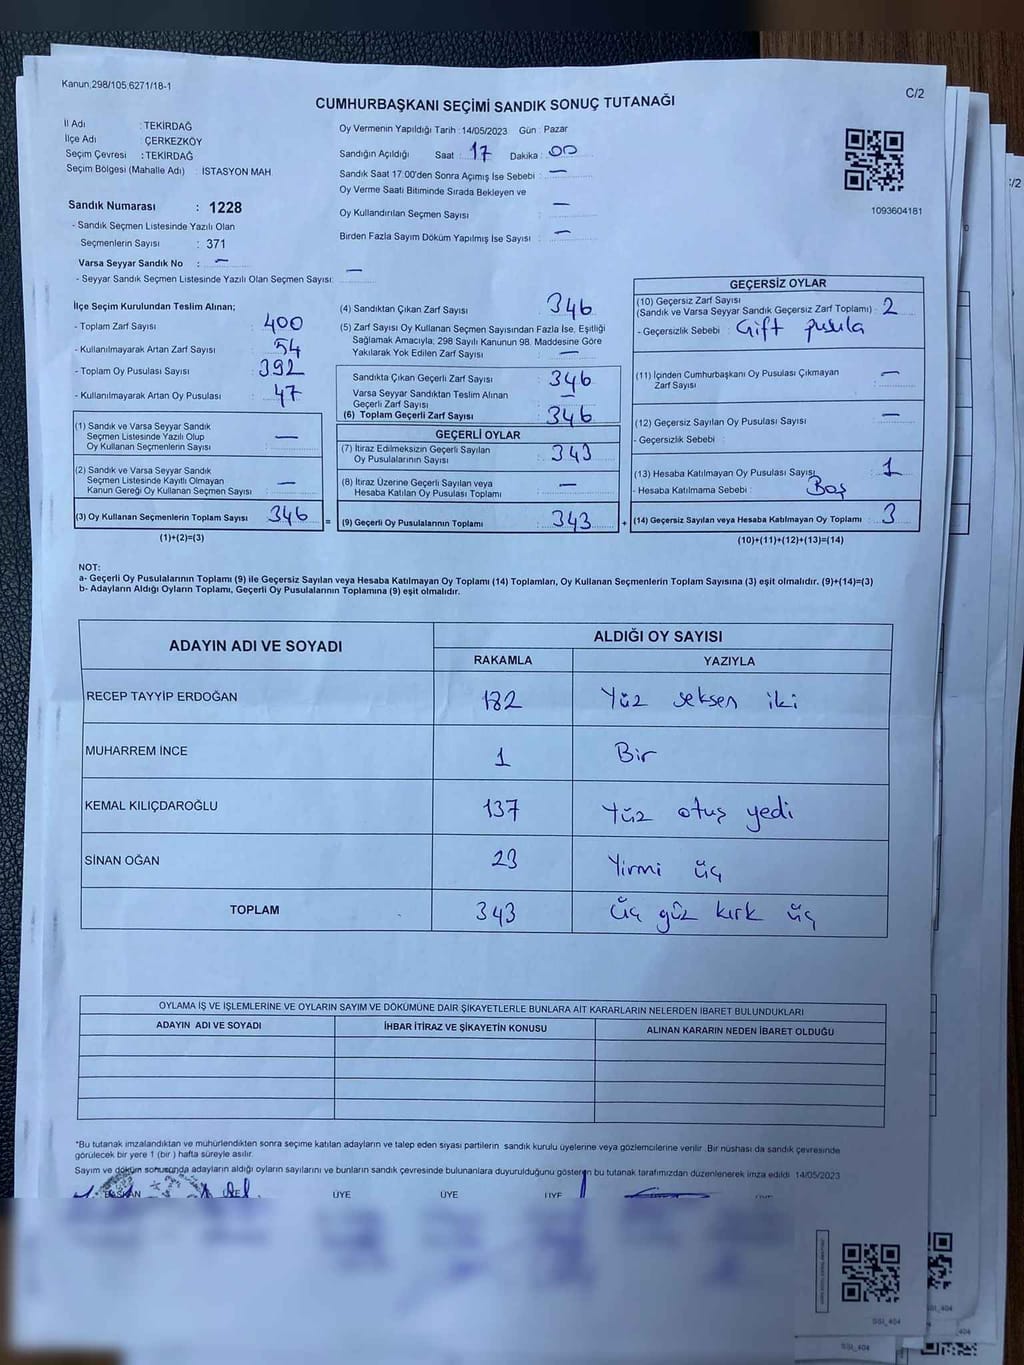 Kanun,298/105,6271/18-1
C/2
CUMHURBAŞKANI SEÇİMİ SANDIK SONUÇ TUTANAĞI
İl Adı : TEKİRDAĞ
İlçe Adı : ÇERKEZKÖY
Seçim Çevresi : TEKİRDAĞ
Seçim Bölgesi (Mahalle Adı) : İSTASYON MAH
Oy Vermenin Yapıldığı Tarih : 14/05/2023 Gün : Pazar
Sandığın Açıldığı Saat : 17 Dakika : 00
Sandık Saat 17:00'den Sonra Açımış İse Sebebi : —
Oy Verme Saati Bitiminde Sırada Bekleyen ve
Oy Kullandırılan Seçmen Sayısı : —
Birden Fazla Sayım Döküm Yapılmış İse Sayısı : —
1093604181
Sandık Numarası : 1228
- Sandık Seçmen Listesinde Yazılı Olan
Seçmenlerin Sayısı : 371
Varsa Seyyar Sandık No : —
- Seyyar Sandık Seçmen Listesinde Yazılı Olan Seçmen Sayısı: —
İlçe Seçim Kurulundan Teslim Alınan;
- Toplam Zarf Sayısı : 400
- Kullanılmayarak Artan Zarf Sayısı : 54
- Toplam Oy Pusulası Sayısı : 392
- Kullanılmayarak Artan Oy Pusulası : 47
(1) Sandık ve Varsa Seyyar Sandık
Seçmen Listesinde Yazılı Olup
Oy Kullanan Seçmenlerin Sayısı : —
(2) Sandık ve Varsa Seyyar Sandık
Seçmen Listesinde Kayıtlı Olmayan
Kanun Gereği Oy Kullanan Seçmen Sayısı : —
(3) Oy Kullanan Seçmenlerin Toplam Sayısı : 346 =
(1)+(2)=(3)
(4) Sandıktan Çıkan Zarf Sayısı : 346
(5) Zarf Sayısı Oy Kullanan Seçmen Sayısından Fazla İse, Eşitliği
Sağlamak Amacıyla, 298 Sayılı Kanunun 98. Maddesine Göre
Yakılarak Yok Edilen Zarf Sayısı : —
Sandıkta Çıkan Geçerli Zarf Sayısı : 346
Varsa Seyyar Sandıktan Teslim Alınan
Geçerli Zarf Sayısı : —
(6) Toplam Geçerli Zarf Sayısı : 346
GEÇERLİ OYLAR
(7) İtiraz Edilmeksizin Geçerli Sayılan
Oy Pusulalarının Sayısı : 343
(8) İtiraz Üzerine Geçerli Sayılan veya
Hesaba Katılan Oy Pusulası Toplamı : —
(9) Geçerli Oy Pusulalarının Toplamı : 343 +
GEÇERSİZ OYLAR
(10) Geçersiz Zarf Sayısı
(Sandık ve Varsa Seyyar Sandık Geçersiz Zarf Toplamı) : 2
- Geçersizlik Sebebi : Çift pusula
(11) İçinden Cumhurbaşkanı Oy Pusulası Çıkmayan
Zarf Sayısı : —
(12) Geçersiz Sayılan Oy Pusulası Sayısı : —
- Geçersizlik Sebebi :
(13) Hesaba Katılmayan Oy Pusulası Sayısı : 1
- Hesaba Katılmama Sebebi : Boş
(14) Geçersiz Sayılan veya Hesaba Katılmayan Oy Toplamı : 3
(10)+(11)+(12)+(13)=(14)
NOT:
a- Geçerli Oy Pusulalarının Toplamı (9) ile Geçersiz Sayılan veya Hesaba Katılmayan Oy Toplamı (14) Toplamları, Oy Kullanan Seçmenlerin Toplam Sayısına (3) eşit olmalıdır. (9)+(14)=(3)
b- Adayların Aldığı Oyların Toplamı, Geçerli Oy Pusulalarının Toplamına (9) eşit olmalıdır.
ADAYIN ADI VE SOYADI
ALDIĞI OY SAYISI
RAKAMLA YAZIYLA
RECEP TAYYİP ERDOĞAN 182 Yüz seksen iki
MUHARREM İNCE 1 Bir
KEMAL KILIÇDAROĞLU 137 Yüz otuş yedi
SİNAN OĞAN 23 Yirmi üç
TOPLAM 343 üç yüz kırk üç
OYLAMA İŞ VE İŞLEMLERİNE VE OYLARIN SAYIM VE DÖKÜMÜNE DAİR ŞİKAYETLERLE BUNLARA AİT KARARLARIN NELERDEN İBARET BULUNDUKLARI
ADAYIN ADI VE SOYADI İHBAR İTİRAZ VE ŞİKAYETİN KONUSU ALINAN KARARIN NEDEN İBARET OLDUĞU
*Bu tutanak imzalandıktan ve mühürlendikten sonra seçime katılan adayların ve talep eden siyasi partilerin sandık kurulu üyelerine veya gözlemcilerine verilir. Bir nüshası da sandık çevresinde
görülecek bir yere 1 (bir ) hafta süreyle asılır.
Sayım ve döküm sonusunda adayların aldığı oyların sayılarını ve bunların sandık çevresinde bulunanlara duyurulduğunu gösteren bu tutanak tarafımızdan düzenlenerek imza edildi 14/05/2023
BAŞKAN ÜYE ÜYE ÜYE ÜYE
SSİ_404
SSİ_404
SSİ_404